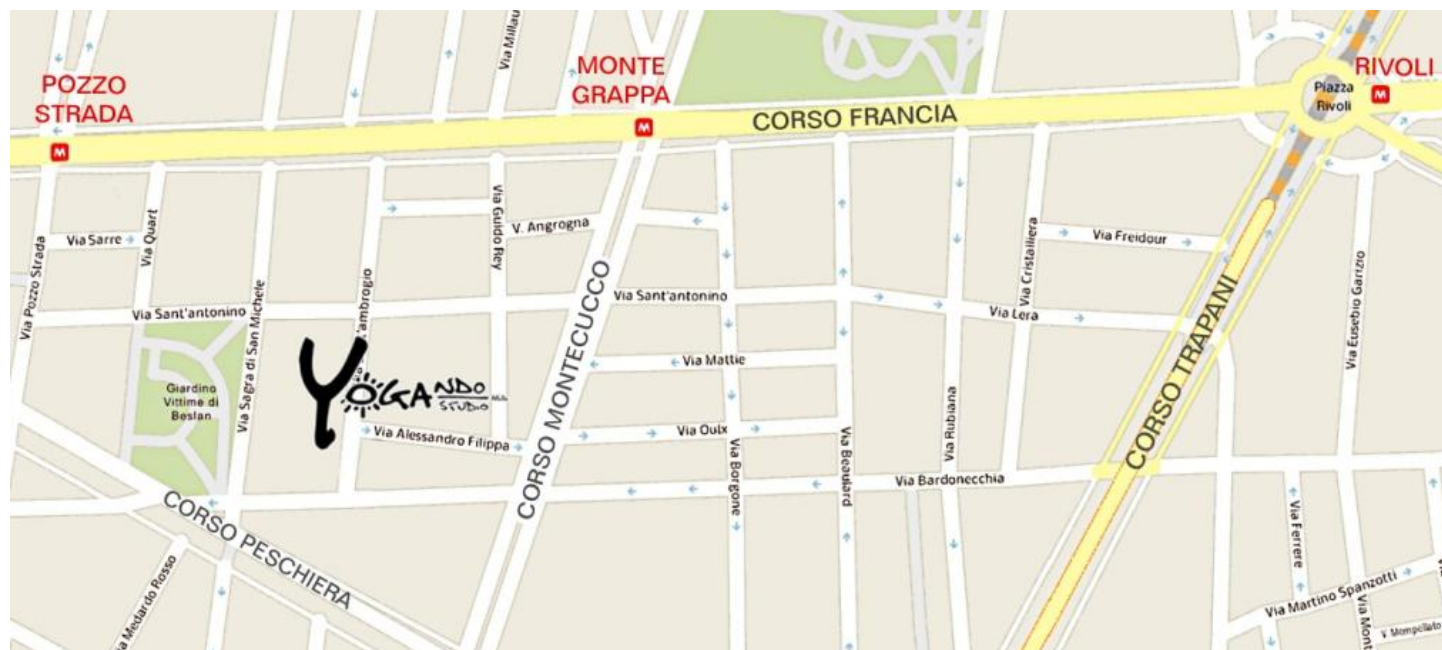 Via Millau
POZZO
STRADA
MONTE
GRAPPA
RIVOLI
Piazza
Rivoli
CORSO FRANCIA
M
M
M
Via Pozzo Strada
Via Sarre
Via Quart
Via Guido Rey
V. Angrogna
Via Freidour
Via Cristalliera
Via Eusebio Garizio
Via Sant'antonino
Via Sagra di San Michele
Via Sant'antonino
Via Lera
CORSO MONTECUCCO
CORSO TRAPANI
Giardino
Vittime di
Beslan
YOGANDO
STUDIO
Via Mattie
Via Alessandro Filippa
Via Oulx
Via Borgone
Via Beaulard
Via Rubiana
Via Bardonecchia
CORSO PESCHIERA
Medardo Rosso
Via Ferrere
Via Martino Spanzotti
Via Mont
V Mompellato